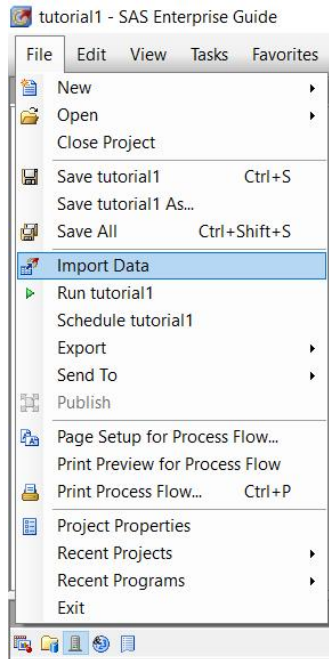 tutorial1 - SAS Enterprise Guide
File Edit View Tasks Favorites
New
Open
Close Project
Save tutorial1 Ctrl+S
Save tutorial1 As...
Save All Ctrl+Shift+S
Import Data
Run tutorial1
Schedule tutorial1
Export
Send To
Publish
Page Setup for Process Flow...
Print Preview for Process Flow
Print Process Flow... Ctrl+P
Project Properties
Recent Projects
Recent Programs
Exit